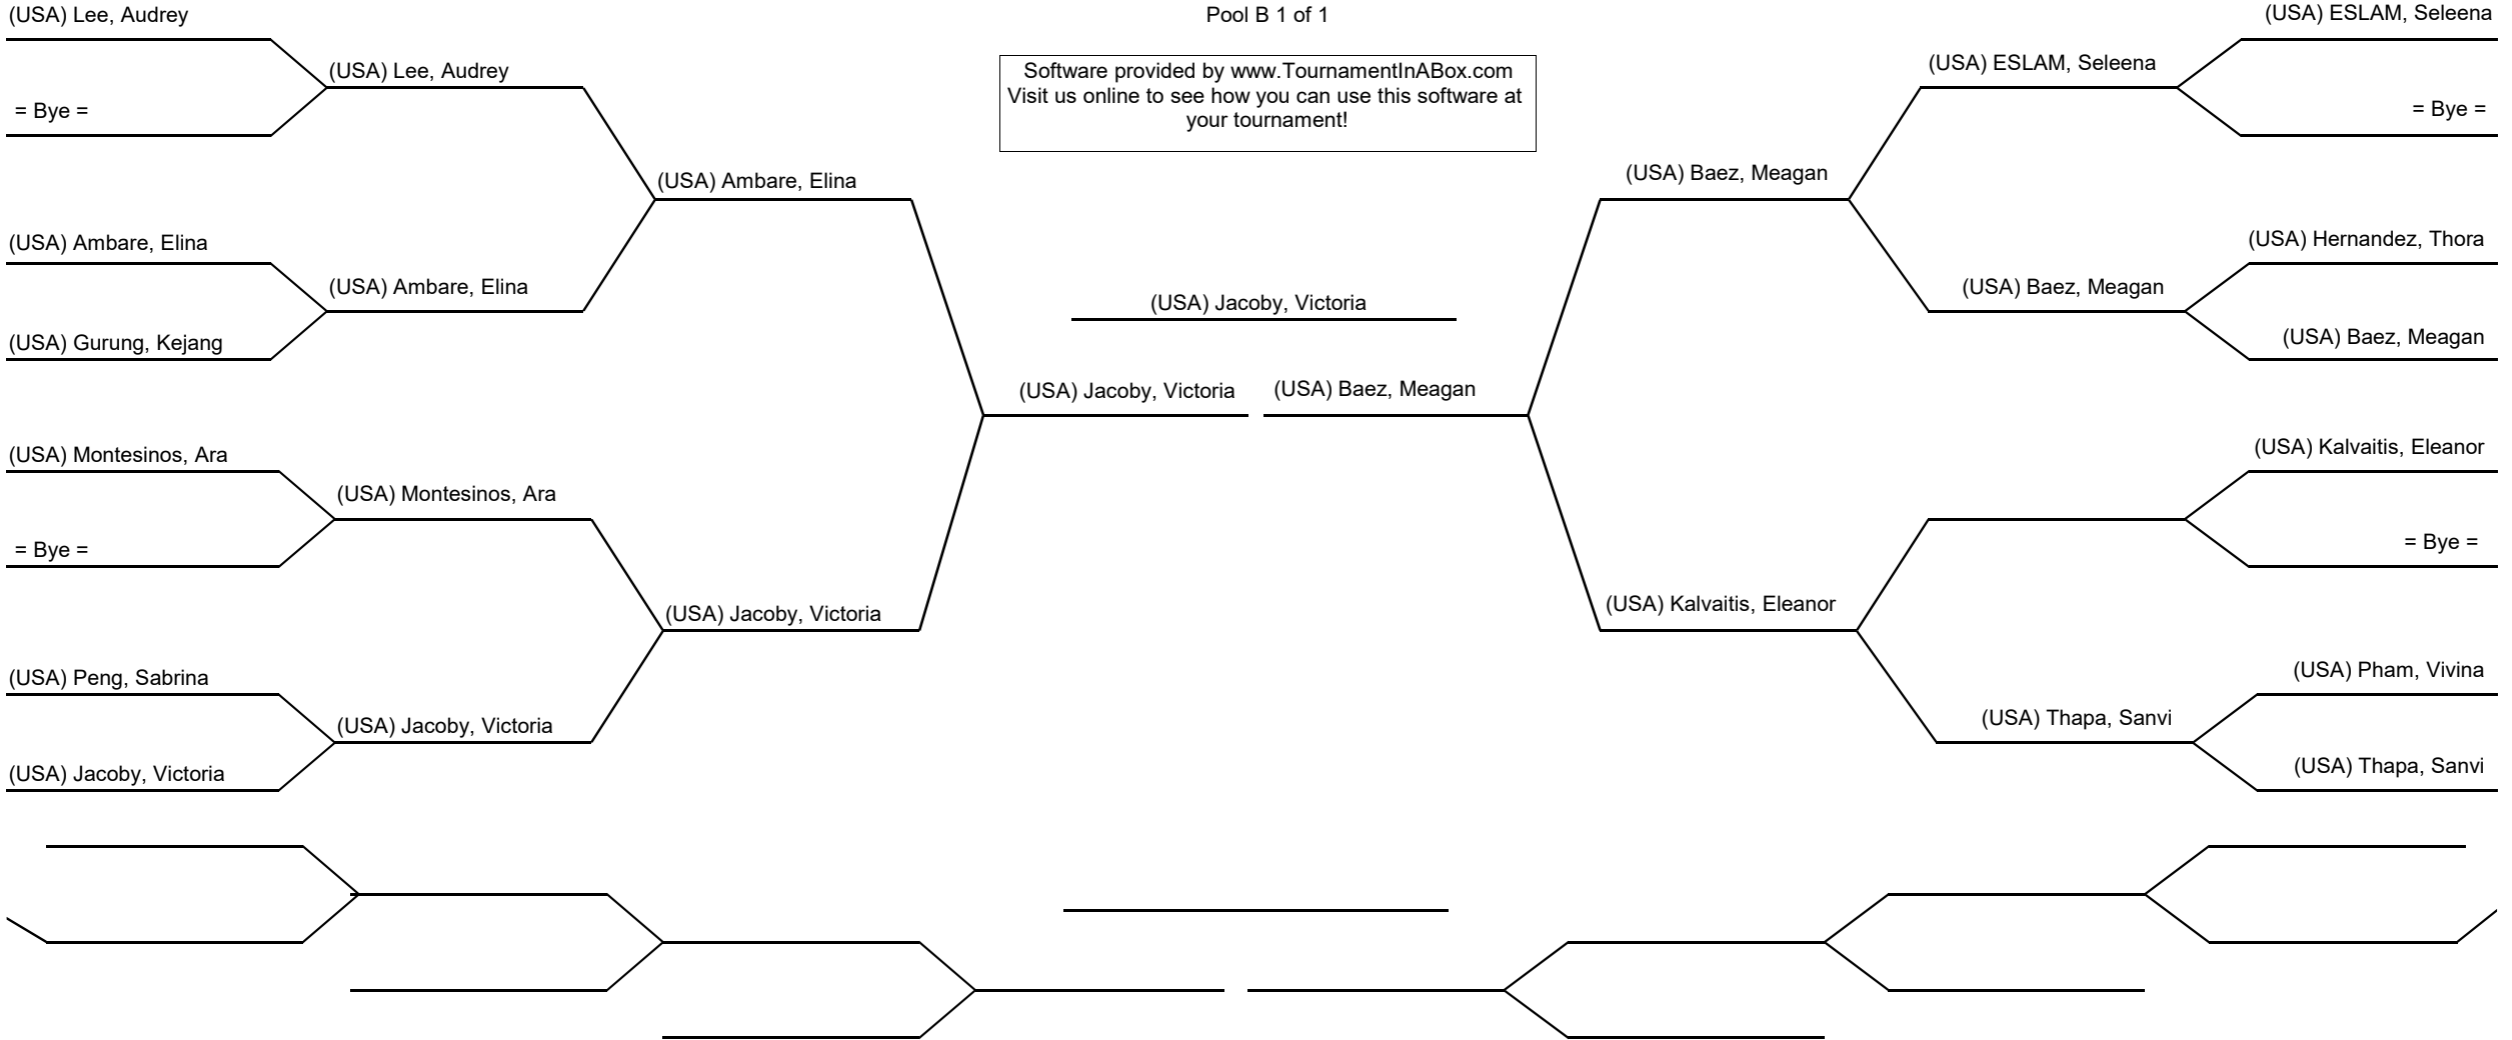 Pool B 1 of 1
Software provided by www.TournamentInABox.com
Visit us online to see how you can use this software at
your tournament!
(USA) Lee, Audrey
= Bye =
(USA) Ambare, Elina
(USA) Gurung, Kejang
(USA) Montesinos, Ara
= Bye =
(USA) Peng, Sabrina
(USA) Jacoby, Victoria
(USA) Lee, Audrey
(USA) Ambare, Elina
(USA) Montesinos, Ara
(USA) Jacoby, Victoria
(USA) Ambare, Elina
(USA) Jacoby, Victoria
(USA) Jacoby, Victoria
(USA) Jacoby, Victoria
(USA) Baez, Meagan
(USA) Baez, Meagan
(USA) Kalvaitis, Eleanor
(USA) ESLAM, Seleena
(USA) Baez, Meagan
(USA) Thapa, Sanvi
(USA) ESLAM, Seleena
= Bye =
(USA) Hernandez, Thora
(USA) Baez, Meagan
(USA) Kalvaitis, Eleanor
= Bye =
(USA) Pham, Vivina
(USA) Thapa, Sanvi